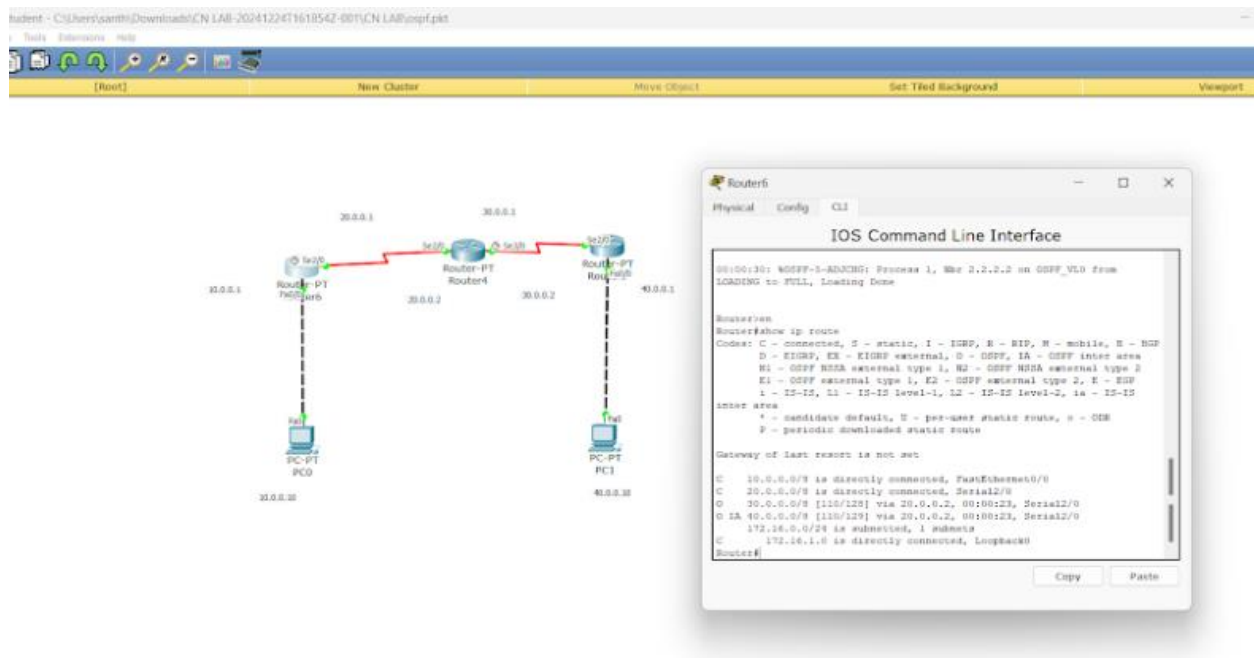 tudent - C:\Users\santh\Downloads\CN LAB-20241224T161854Z-001\CN LAB\ospf.pkt
Tools Extensions Help
[Root] New Cluster Move Object Set Tiled Background Viewport
Router6
Physical Config CLI
IOS Command Line Interface
00:00:30: %OSPF-5-ADJCHG: Process 1, Nbr 2.2.2.2 on OSPF_VL0 from
LOADING to FULL, Loading Done
Router>en
Router#show ip route
Codes: C - connected, S - static, I - IGRP, R - RIP, M - mobile, B - BGP
D - EIGRP, EX - EIGRP external, O - OSPF, IA - OSPF inter area
N1 - OSPF NSSA external type 1, N2 - OSPF NSSA external type 2
E1 - OSPF external type 1, E2 - OSPF external type 2, E - EGP
i - IS-IS, L1 - IS-IS level-1, L2 - IS-IS level-2, ia - IS-IS
inter area
* - candidate default, U - per-user static route, o - ODR
P - periodic downloaded static route
Gateway of last resort is not set
C 10.0.0.0/8 is directly connected, FastEthernet0/0
C 20.0.0.0/8 is directly connected, Serial2/0
O 30.0.0.0/8 [110/128] via 20.0.0.2, 00:00:23, Serial2/0
O IA 40.0.0.0/8 [110/129] via 20.0.0.2, 00:00:23, Serial2/0
172.16.0.0/24 is subnetted, 1 subnets
C 172.16.1.0 is directly connected, Loopback0
Router#
Copy Paste
20.0.0.1 30.0.0.1
Se2/0 Se3/0 Se2/0
Se2/0
Router-PT
Router4
Router-PT
Fa0/0
Router-PT
Fa0/0
10.0.0.1 20.0.0.2 30.0.0.2 40.0.0.1
Fa0 Fa0
PC-PT
PC0
PC-PT
PC1
10.0.0.10 40.0.0.10